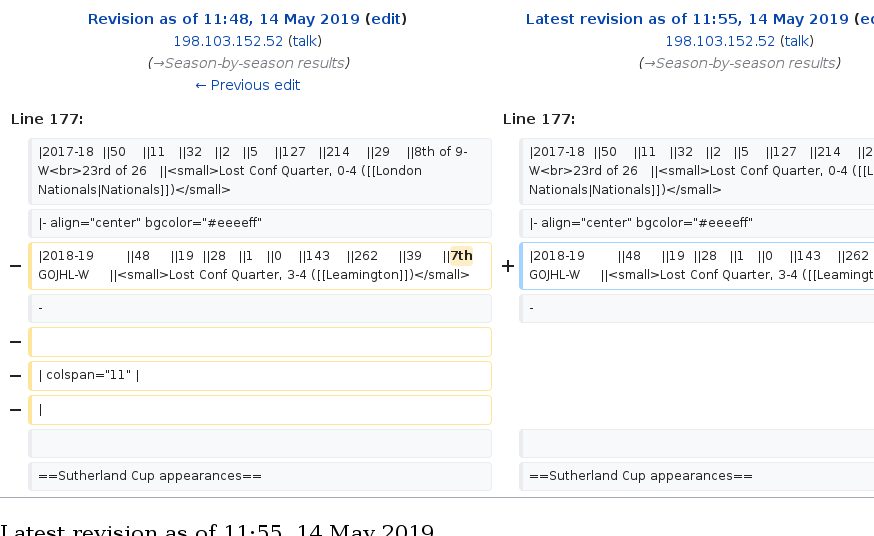 Revision as of 11:48, 14 May 2019 (edit)
198.103.152.52 (talk)
(→Season-by-season results)
← Previous edit
Latest revision as of 11:55, 14 May 2019 (e
198.103.152.52 (talk)
(→Season-by-season results)
Line 177:
Line 177:
|2017-18 ||50 ||11 ||32 ||2 ||5 ||127 ||214 ||29 ||8th of 9-
W<br>23rd of 26 ||<small>Lost Conf Quarter, 0-4 ([[London
Nationals|Nationals]])</small>
|2017-18 ||50 ||11 ||32 ||2 ||5 ||127 ||214 ||2
W<br>23rd of 26 ||<small>Lost Conf Quarter, 0-4 ([[L
Nationals|Nationals]])</small>
|- align="center" bgcolor="#eeeeff"
|- align="center" bgcolor="#eeeeff"
− |2018-19 ||48 ||19 ||28 ||1 ||0 ||143 ||262 ||39 ||7th
GOJHL-W ||<small>Lost Conf Quarter, 3-4 ([[Leamington]])</small>
+ |2018-19 ||48 ||19 ||28 ||1 ||0 ||143 ||262
GOJHL-W ||<small>Lost Conf Quarter, 3-4 ([[Leamingt
-
-
−
− | colspan="11" |
− |
==Sutherland Cup appearances==
==Sutherland Cup appearances==
Latest revision as of 11:55, 14 May 2019